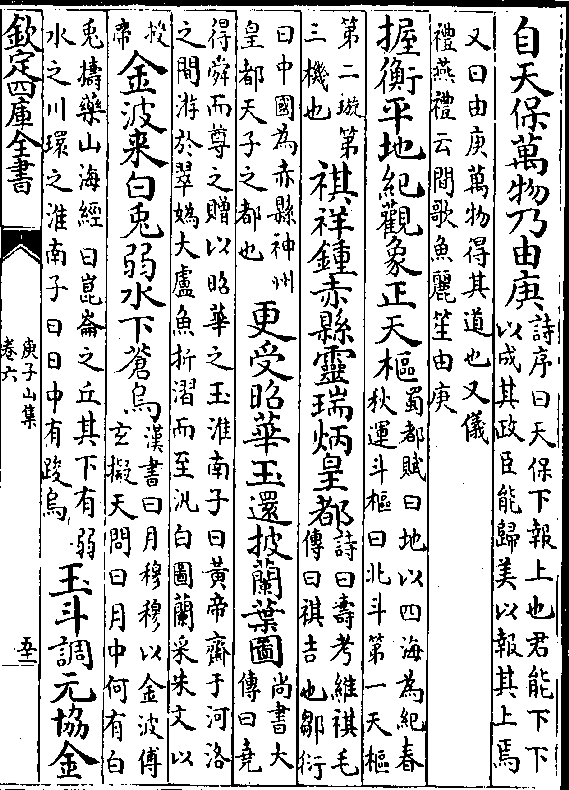 自天保萬物乃由庚
詩序曰天保下報上也君能下下
以成其政臣能歸美以報其上焉
又曰由庚萬物得其道也又儀
禮燕禮云間歌魚麗笙由庚
握衡平地紀觀象正天樞
蜀都賦曰地以四海為紀春
秋運斗樞曰北斗第一天樞
第二璇第
三機也
祺祥鍾赤縣靈瑞炳皇都
詩曰壽考維祺毛
傳曰祺吉也鄒衍
曰中國為赤縣神州
皇都天子之都也
更受昭華玉還披蘭葉圖
尚書大
傳曰堯
得舜而尊之贈以昭華之玉淮南子曰黃帝齋于河洛
之間游於翠媯大盧魚折溜而至汎白圖蘭采朱文以
授
帝
金波來白兎弱水下蒼烏
漢書曰月穆穆以金波傅
玄擬天問曰月中何有白
兎擣藥山海經曰崑崙之丘其下有弱
水之川環之淮南子曰日中有踆烏
玉斗調元協金
欽定四庫全書
庚子山集
卷六